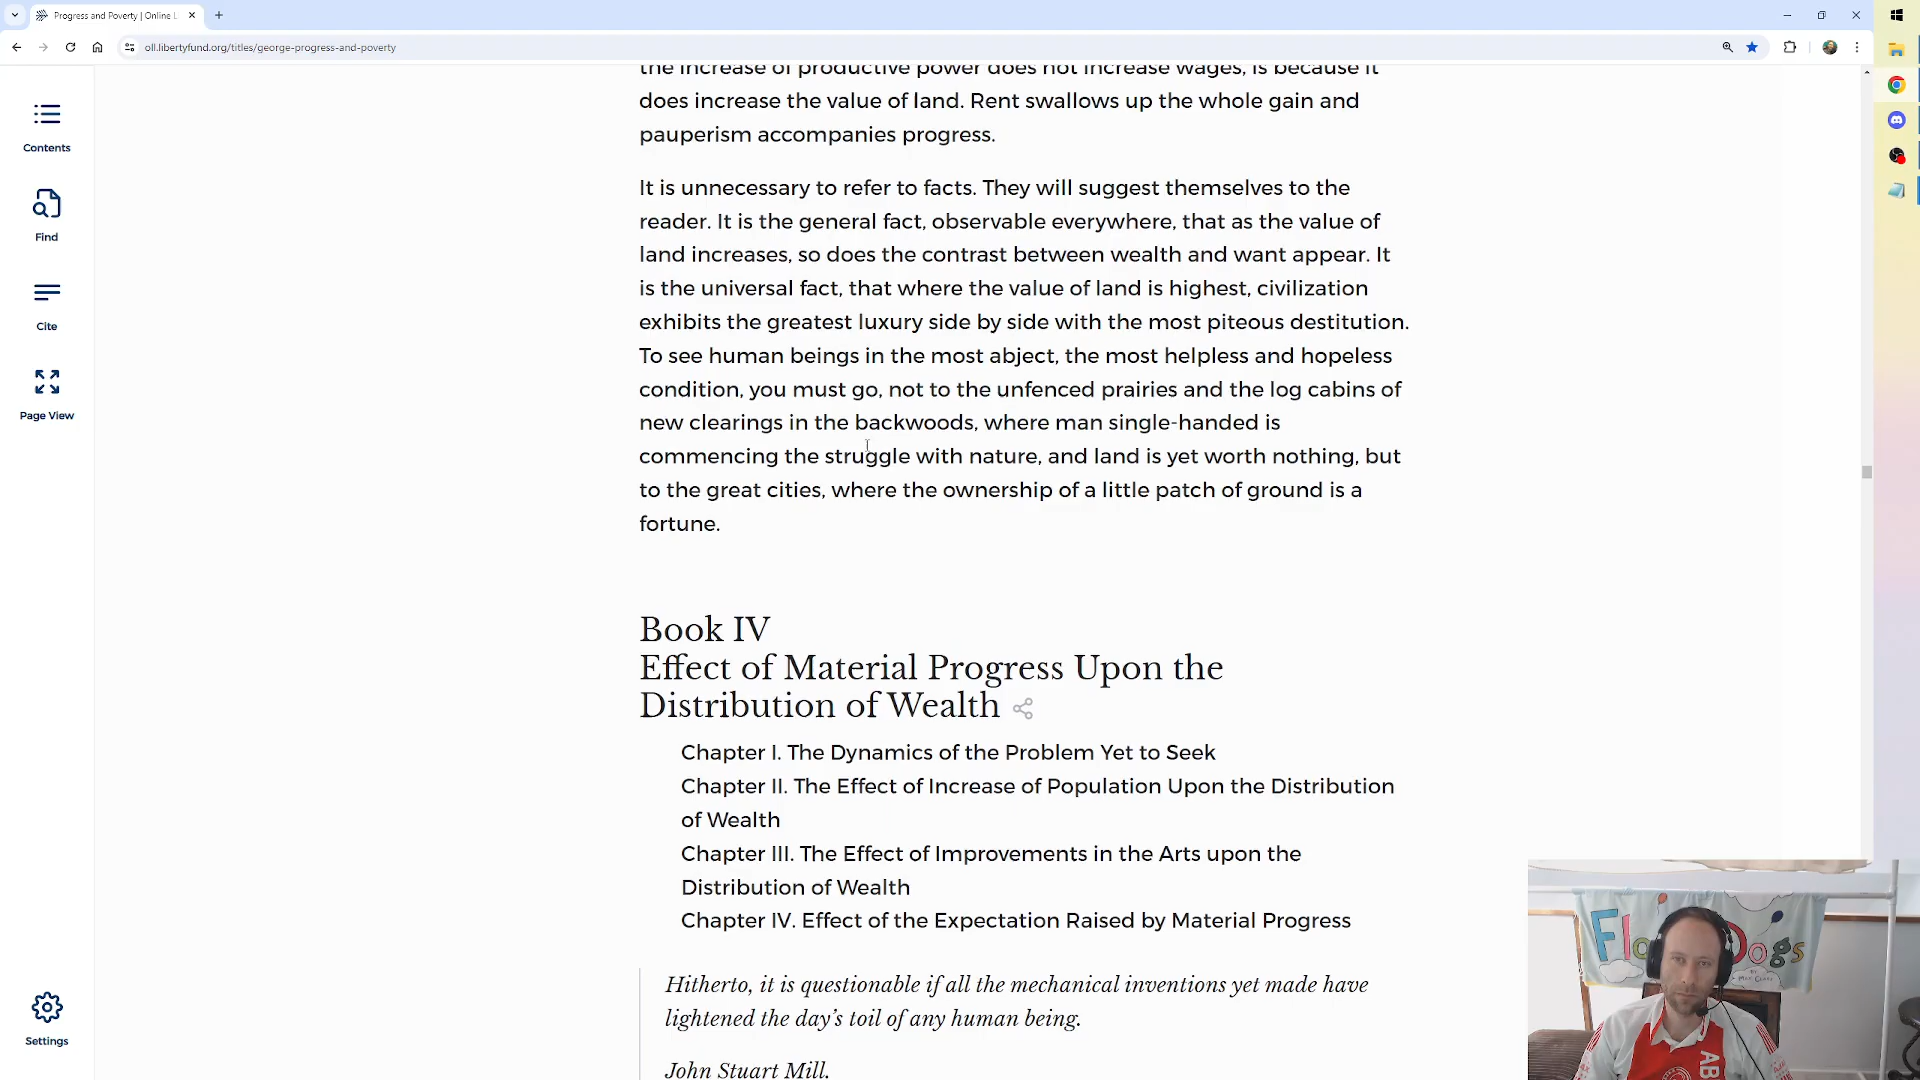 Progress and Poverty | Online L
oll.libertyfund.org/titles/george-progress-and-poverty
Contents
Find
Cite
Page View
Settings
the increase of productive power does not increase wages, is because it
does increase the value of land. Rent swallows up the whole gain and
pauperism accompanies progress.
It is unnecessary to refer to facts. They will suggest themselves to the
reader. It is the general fact, observable everywhere, that as the value of
land increases, so does the contrast between wealth and want appear. It
is the universal fact, that where the value of land is highest, civilization
exhibits the greatest luxury side by side with the most piteous destitution.
To see human beings in the most abject, the most helpless and hopeless
condition, you must go, not to the unfenced prairies and the log cabins of
new clearings in the backwoods, where man single-handed is
commencing the struggle with nature, and land is yet worth nothing, but
to the great cities, where the ownership of a little patch of ground is a
fortune.
Book IV
Effect of Material Progress Upon the
Distribution of Wealth
Chapter I. The Dynamics of the Problem Yet to Seek
Chapter II. The Effect of Increase of Population Upon the Distribution
of Wealth
Chapter III. The Effect of Improvements in the Arts upon the
Distribution of Wealth
Chapter IV. Effect of the Expectation Raised by Material Progress
Hitherto, it is questionable if all the mechanical inventions yet made have
lightened the day's toil of any human being.
John Stuart Mill.
Dogs
AB